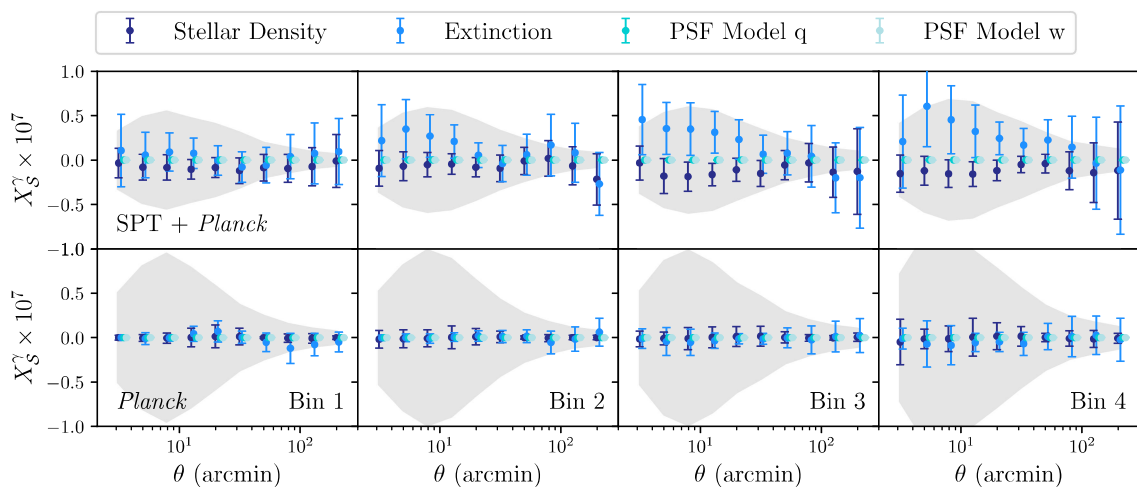 Stellar Density Extinction PSF Model q PSF Model w
1.0
0.5
0.0
−0.5
−1.0
X_S^γ × 10^7
SPT + Planck
0.5
0.0
−0.5
−1.0
X_S^γ × 10^7
Planck Bin 1 Bin 2 Bin 3 Bin 4
10^1 10^2 10^1 10^2 10^1 10^2 10^1 10^2
θ (arcmin) θ (arcmin) θ (arcmin) θ (arcmin)